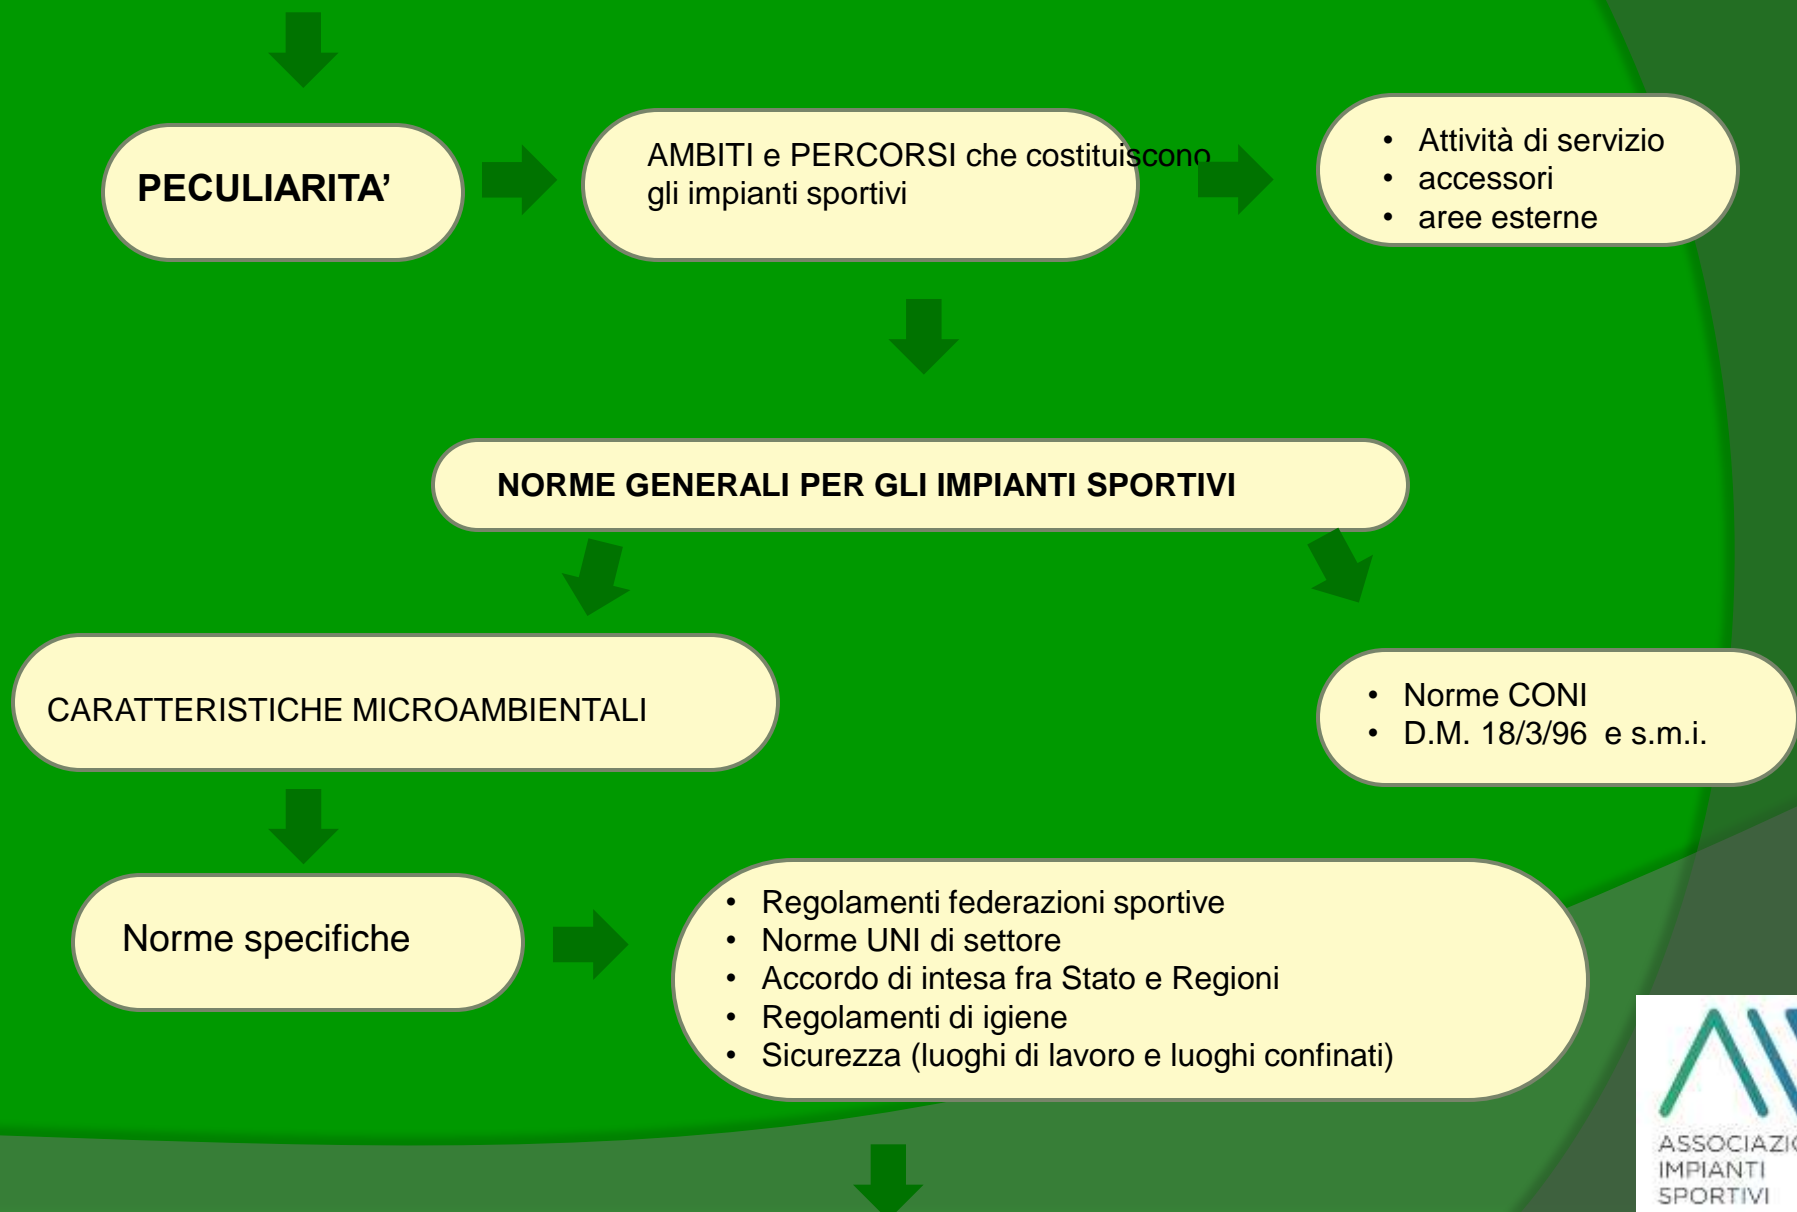 PECULIARITA’
AMBITI e PERCORSI che costituiscono
gli impianti sportivi
• Attività di servizio
• accessori
• aree esterne
NORME GENERALI PER GLI IMPIANTI SPORTIVI
CARATTERISTICHE MICROAMBIENTALI
• Norme CONI
• D.M. 18/3/96 e s.m.i.
Norme specifiche
• Regolamenti federazioni sportive
• Norme UNI di settore
• Accordo di intesa fra Stato e Regioni
• Regolamenti di igiene
• Sicurezza (luoghi di lavoro e luoghi confinati)
IMPIANTI
SPORTIVI